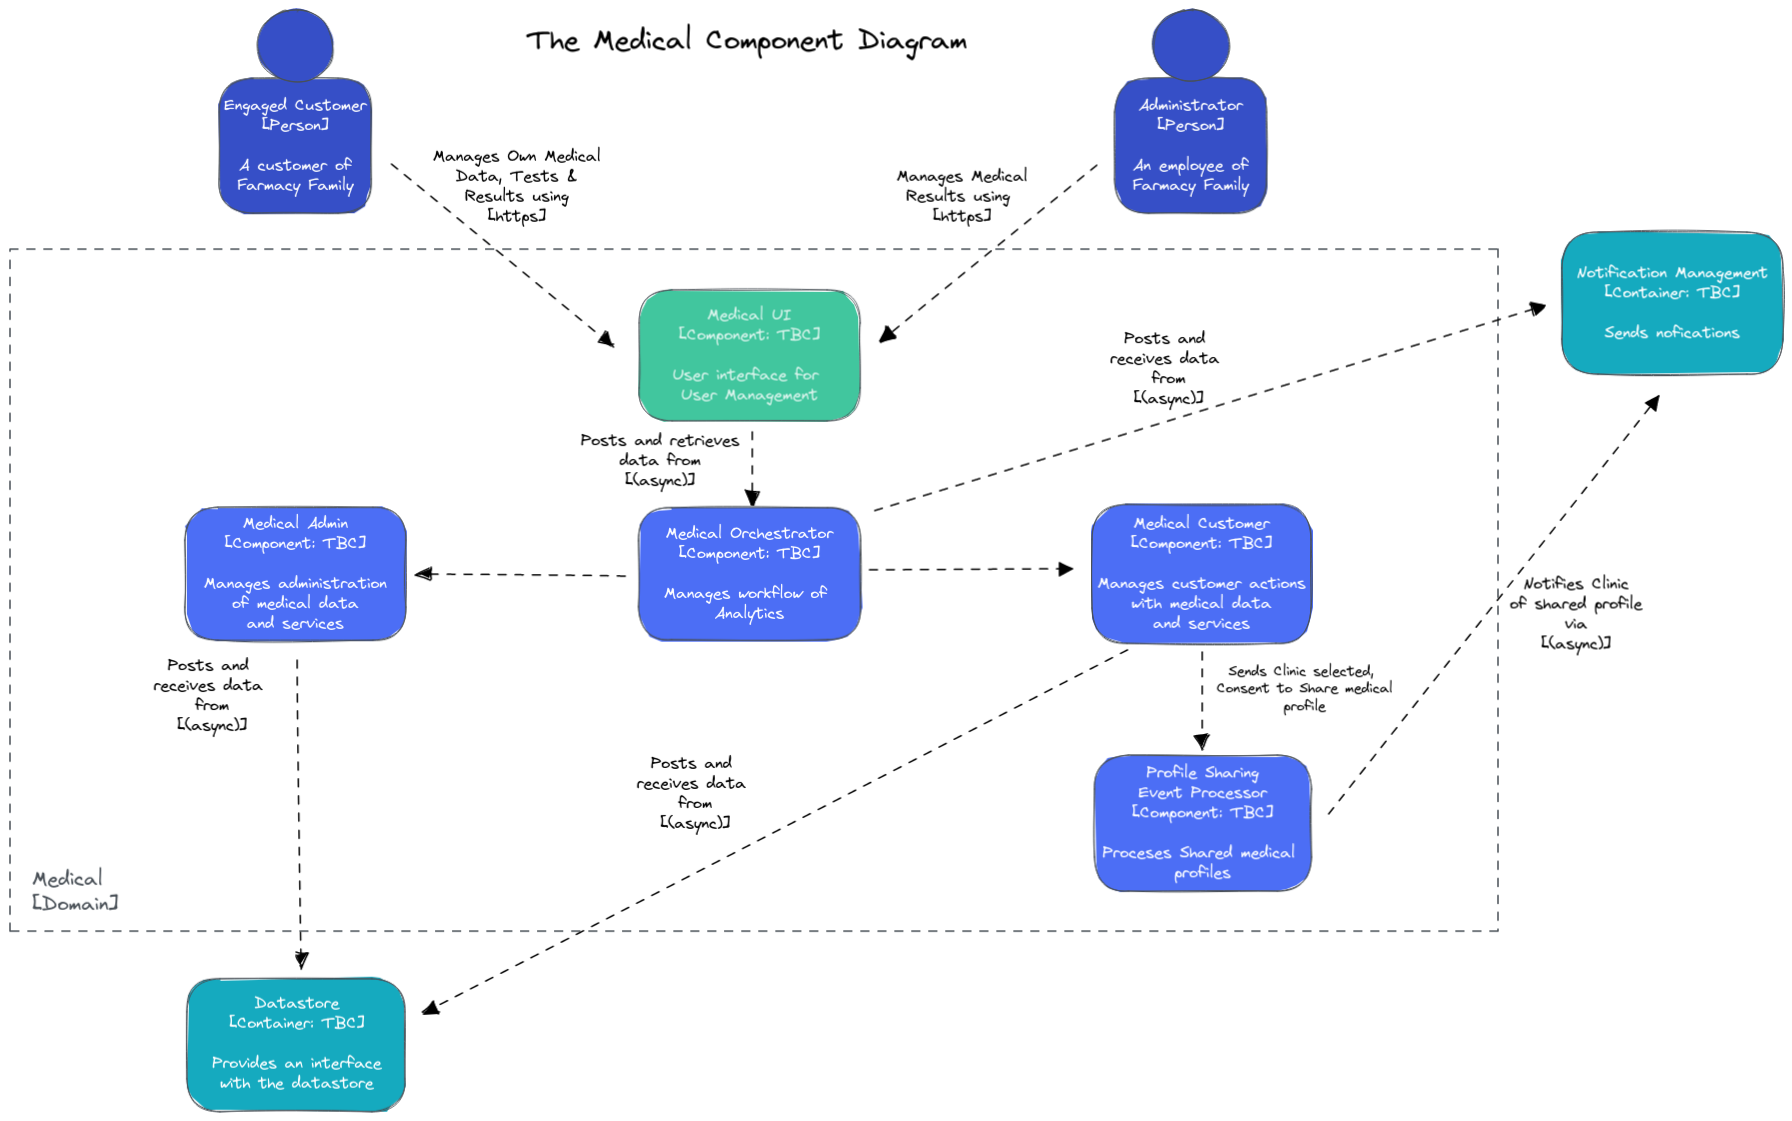 The Medical Component Diagram
Engaged Customer
[Person]
A customer of
Farmacy Family
Administrator
[Person]
An employee of
Farmacy Family
Manages Own Medical
Data, Tests &
Results using
[https]
Manages Medical
Results using
[https]
Notification Management
[Container: TBC]
Sends nofications
Medical UI
[Component: TBC]
User interface for
User Management
Posts and
receives data
from
[(async)]
Posts and retrieves
data from
[(async)]
Medical Admin
[Component: TBC]
Manages administration
of medical data
and services
Medical Orchestrator
[Component: TBC]
Manages workflow of
Analytics
Medical Customer
[Component: TBC]
Manages customer actions
with medical data
and services
Notifies Clinic
of shared profile
via
[(async)]
Posts and
receives data
from
[(async)]
Sends Clinic selected,
Consent to Share medical
profile
Posts and
receives data
from
[(async)]
Profile Sharing
Event Processor
[Component: TBC]
Proceses Shared medical
profiles
Medical
[Domain]
Datastore
[Container: TBC]
Provides an interface
with the datastore